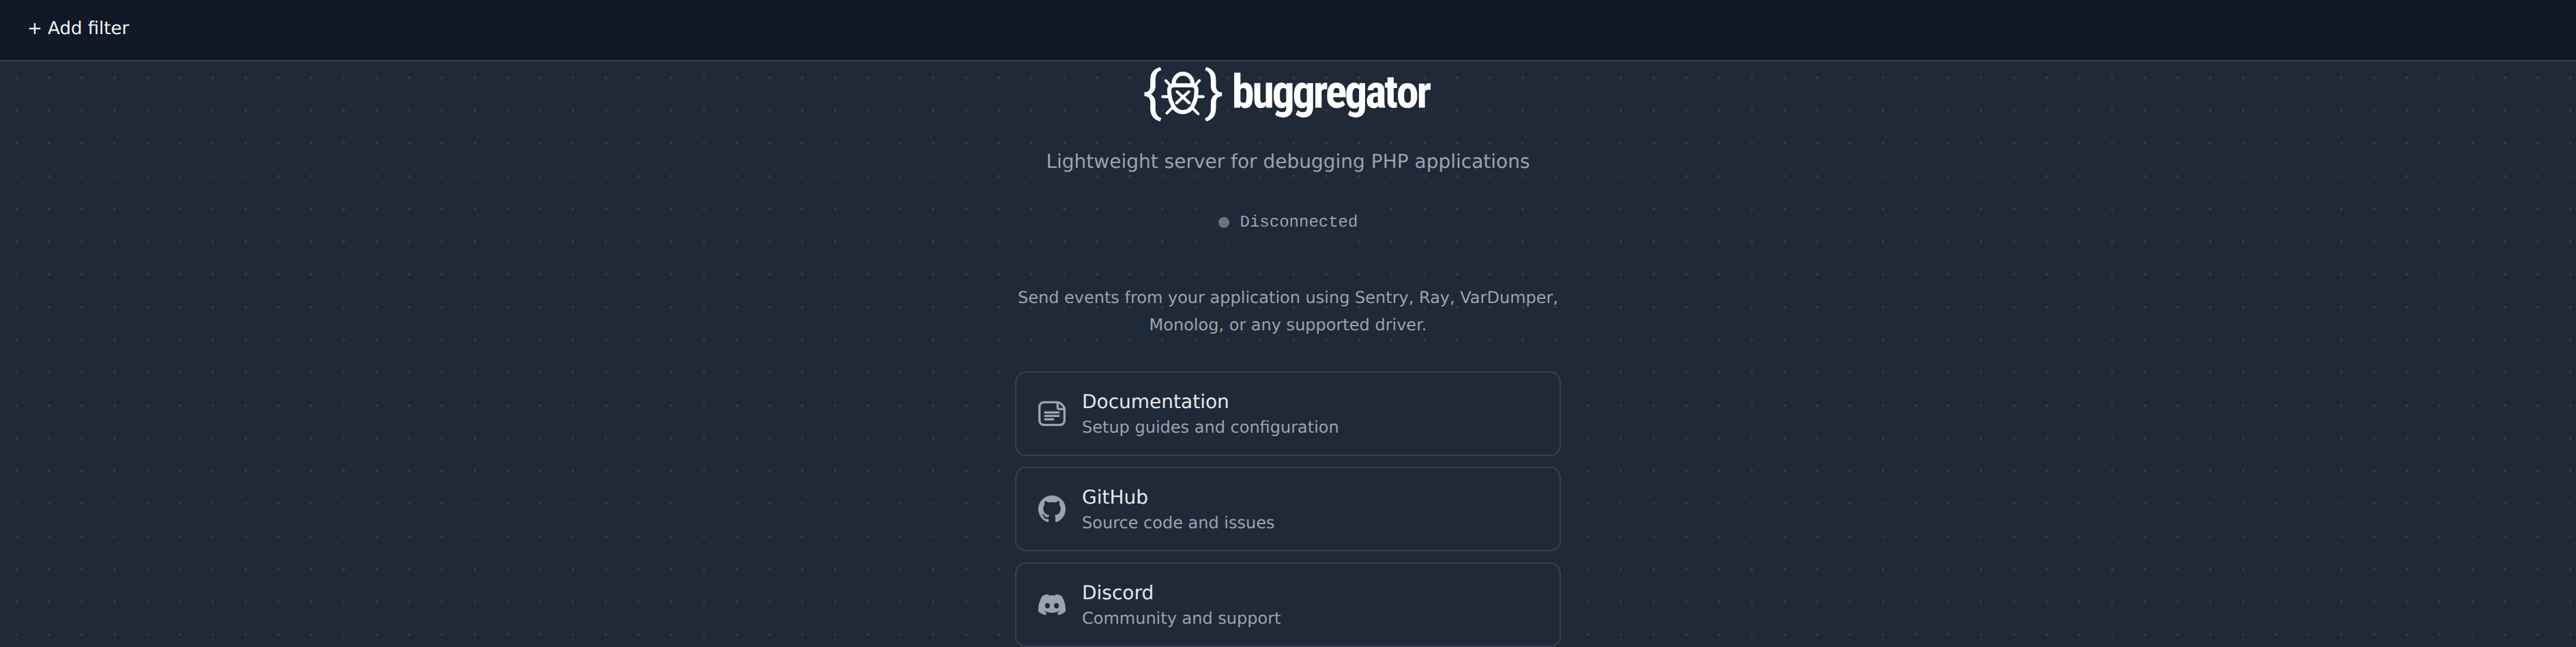 + Add filter
buggregator
Lightweight server for debugging PHP applications
Disconnected
Send events from your application using Sentry, Ray, VarDumper,
Monolog, or any supported driver.
Documentation
Setup guides and configuration
GitHub
Source code and issues
Discord
Community and support